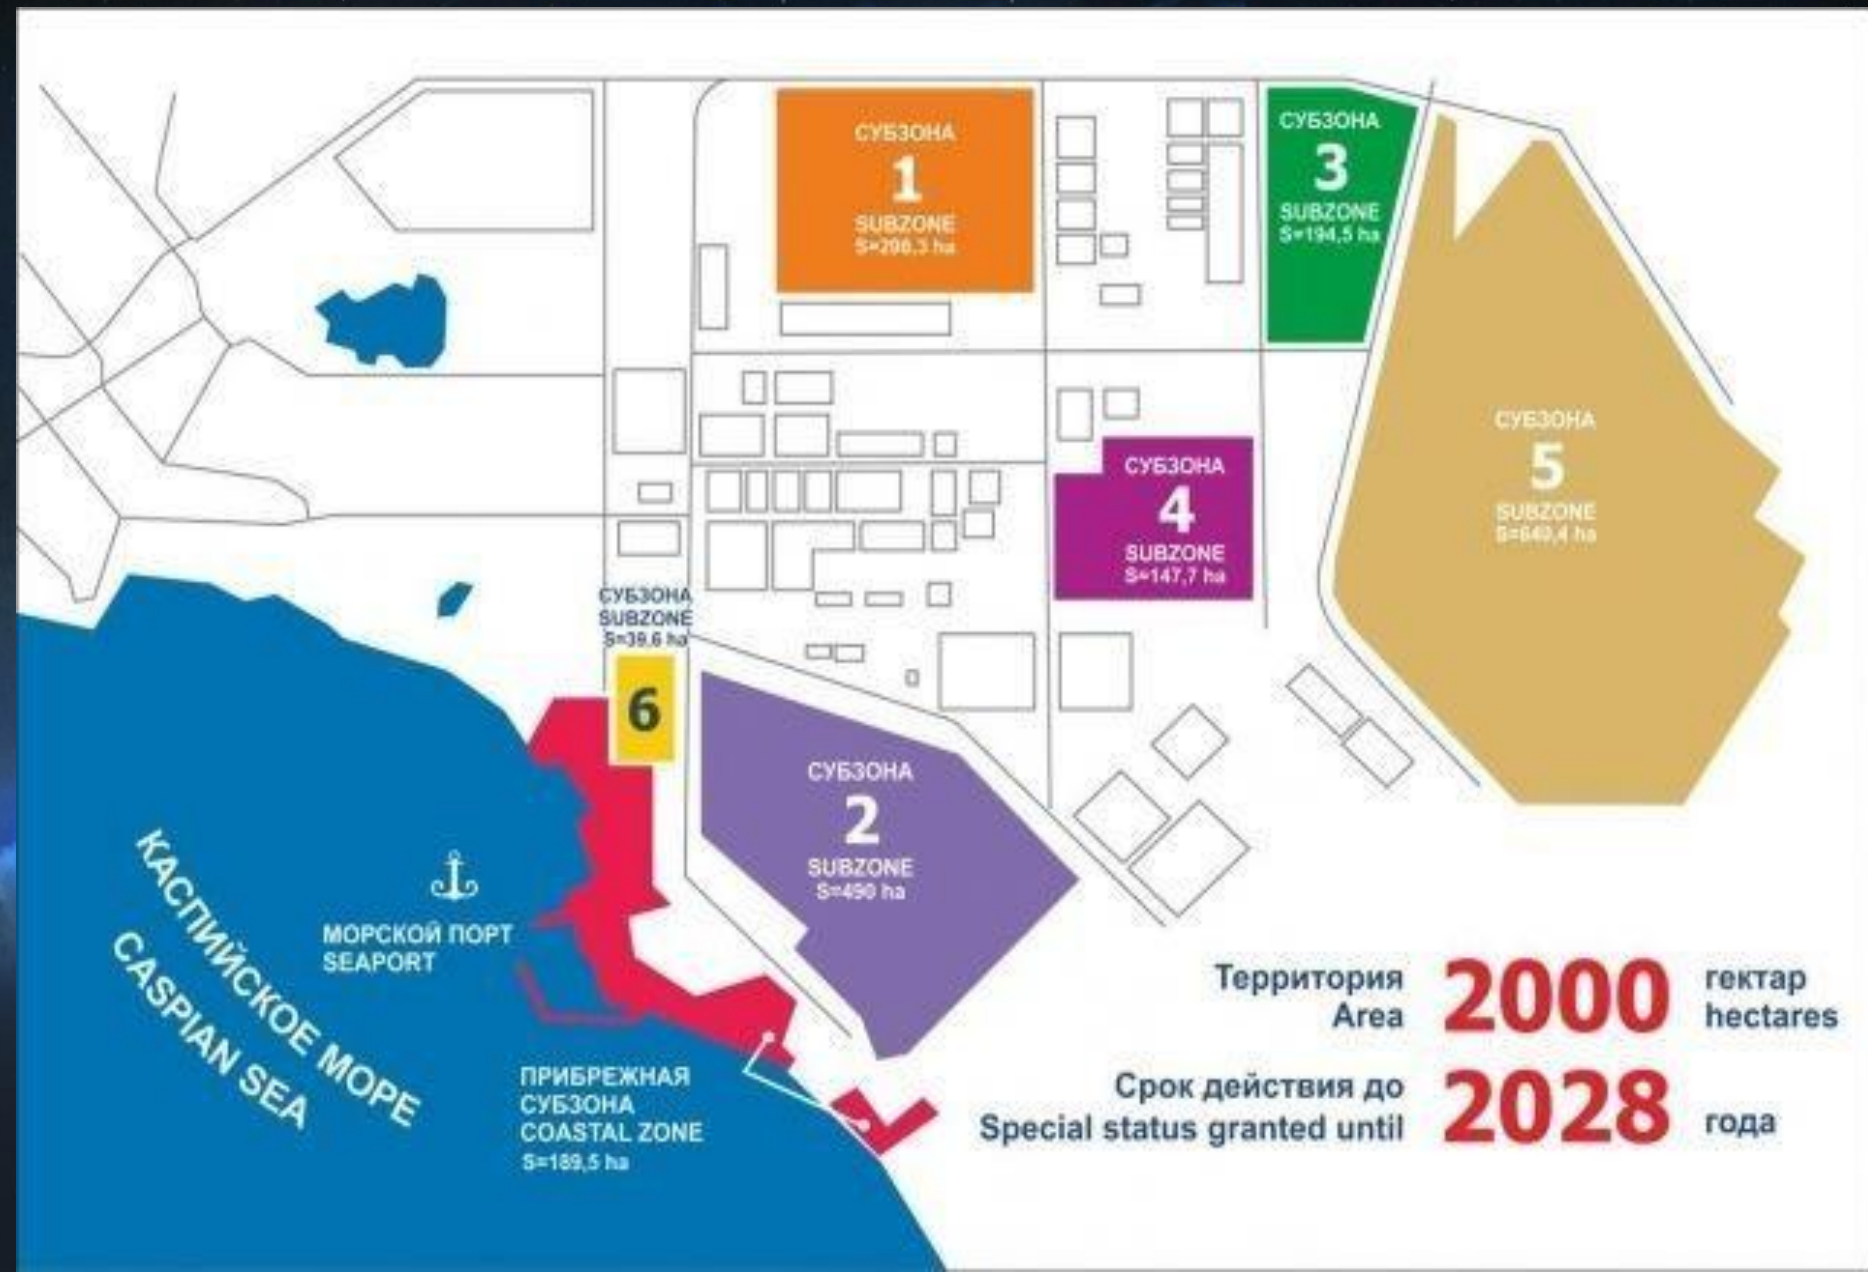 СУБЗОНА
1
SUBZONE
S=298,3 ha
СУБЗОНА
3
SUBZONE
S=194,5 ha
СУБЗОНА
5
SUBZONE
S=640,4 ha
СУБЗОНА
4
SUBZONE
S=147,7 ha
СУБЗОНА
SUBZONE
S=39,6 ha
6
СУБЗОНА
2
SUBZONE
S=490 ha
КАСПИЙСКОЕ МОРЕ
CASPIAN SEA
МОРСКОЙ ПОРТ
SEAPORT
ПРИБРЕЖНАЯ
СУБЗОНА
COASTAL ZONE
S=189,5 ha
Территория 2000 гектар
Area hectares
Срок действия до 2028 года
Special status granted until